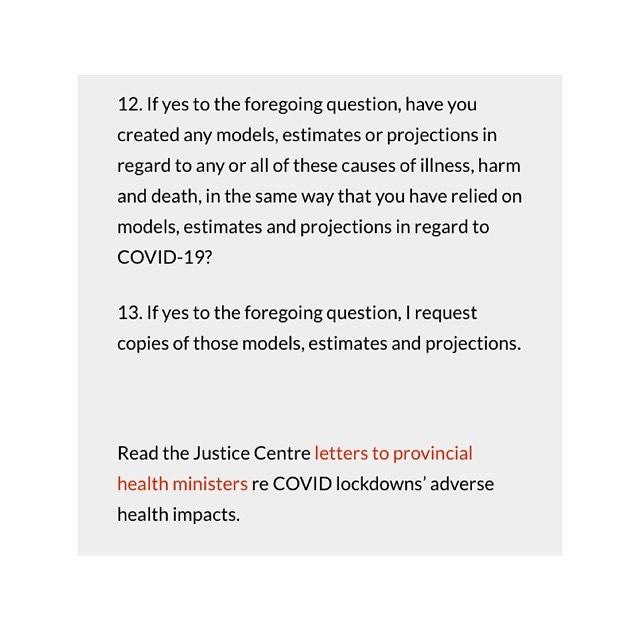 12. If yes to the foregoing question, have you
created any models, estimates or projections in
regard to any or all of these causes of illness, harm
and death, in the same way that you have relied on
models, estimates and projections in regard to
COVID-19?
13. If yes to the foregoing question, I request
copies of those models, estimates and projections.
Read the Justice Centre letters to provincial
health ministers re COVID lockdowns’ adverse
health impacts.